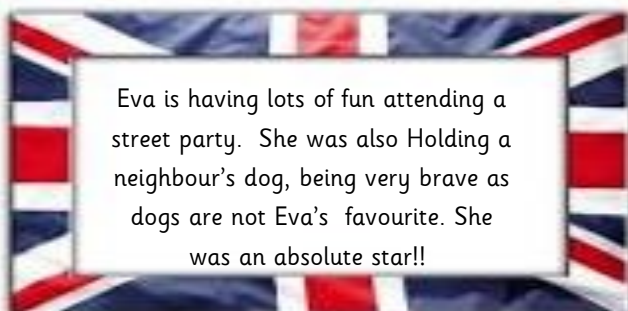 Eva is having lots of fun attending a
street party.  She was also Holding a
neighbour's dog, being very brave as
dogs are not Eva's  favourite. She
was an absolute star!!